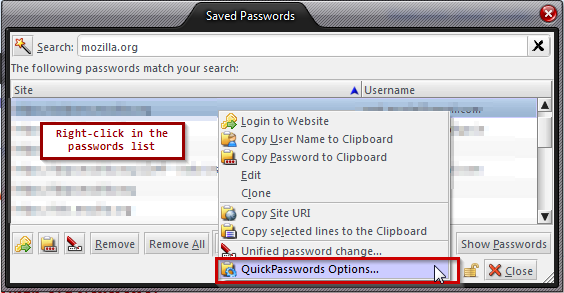 Saved Passwords
Search: mozilla.org
The following passwords match your search:
Site Username
Right-click in the
passwords list
Login to Website
Copy User Name to Clipboard
Copy Password to Clipboard
Edit
Clone
Copy Site URI
Copy selected lines to the Clipboard
Unified password change...
QuickPasswords Options...
Remove Remove All Show Passwords
Close